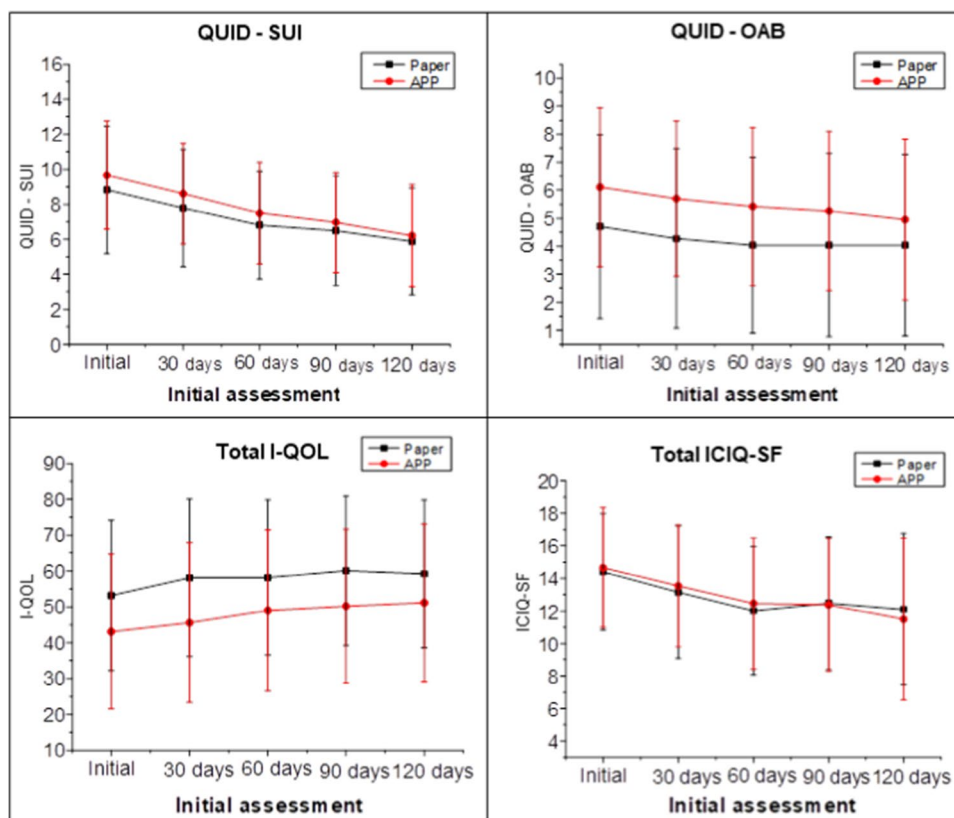 QUID - SUI
Paper
APP
16
14
12
10
8
6
4
2
0
QUID - SUI
Initial
30 days
60 days
90 days
120 days
Initial assessment
QUID - OAB
Paper
APP
10
9
8
7
6
5
4
3
2
1
QUID - OAB
Initial
30 days
60 days
90 days
120 days
Initial assessment
Total I-QOL
Paper
APP
90
80
70
60
50
40
30
20
10
I-QOL
Initial
30 days
60 days
90 days
120 days
Initial assessment
Total ICIQ-SF
Paper
APP
20
18
16
14
12
10
8
6
4
ICIQ-SF
Initial
30 days
60 days
90 days
120 days
Initial assessment